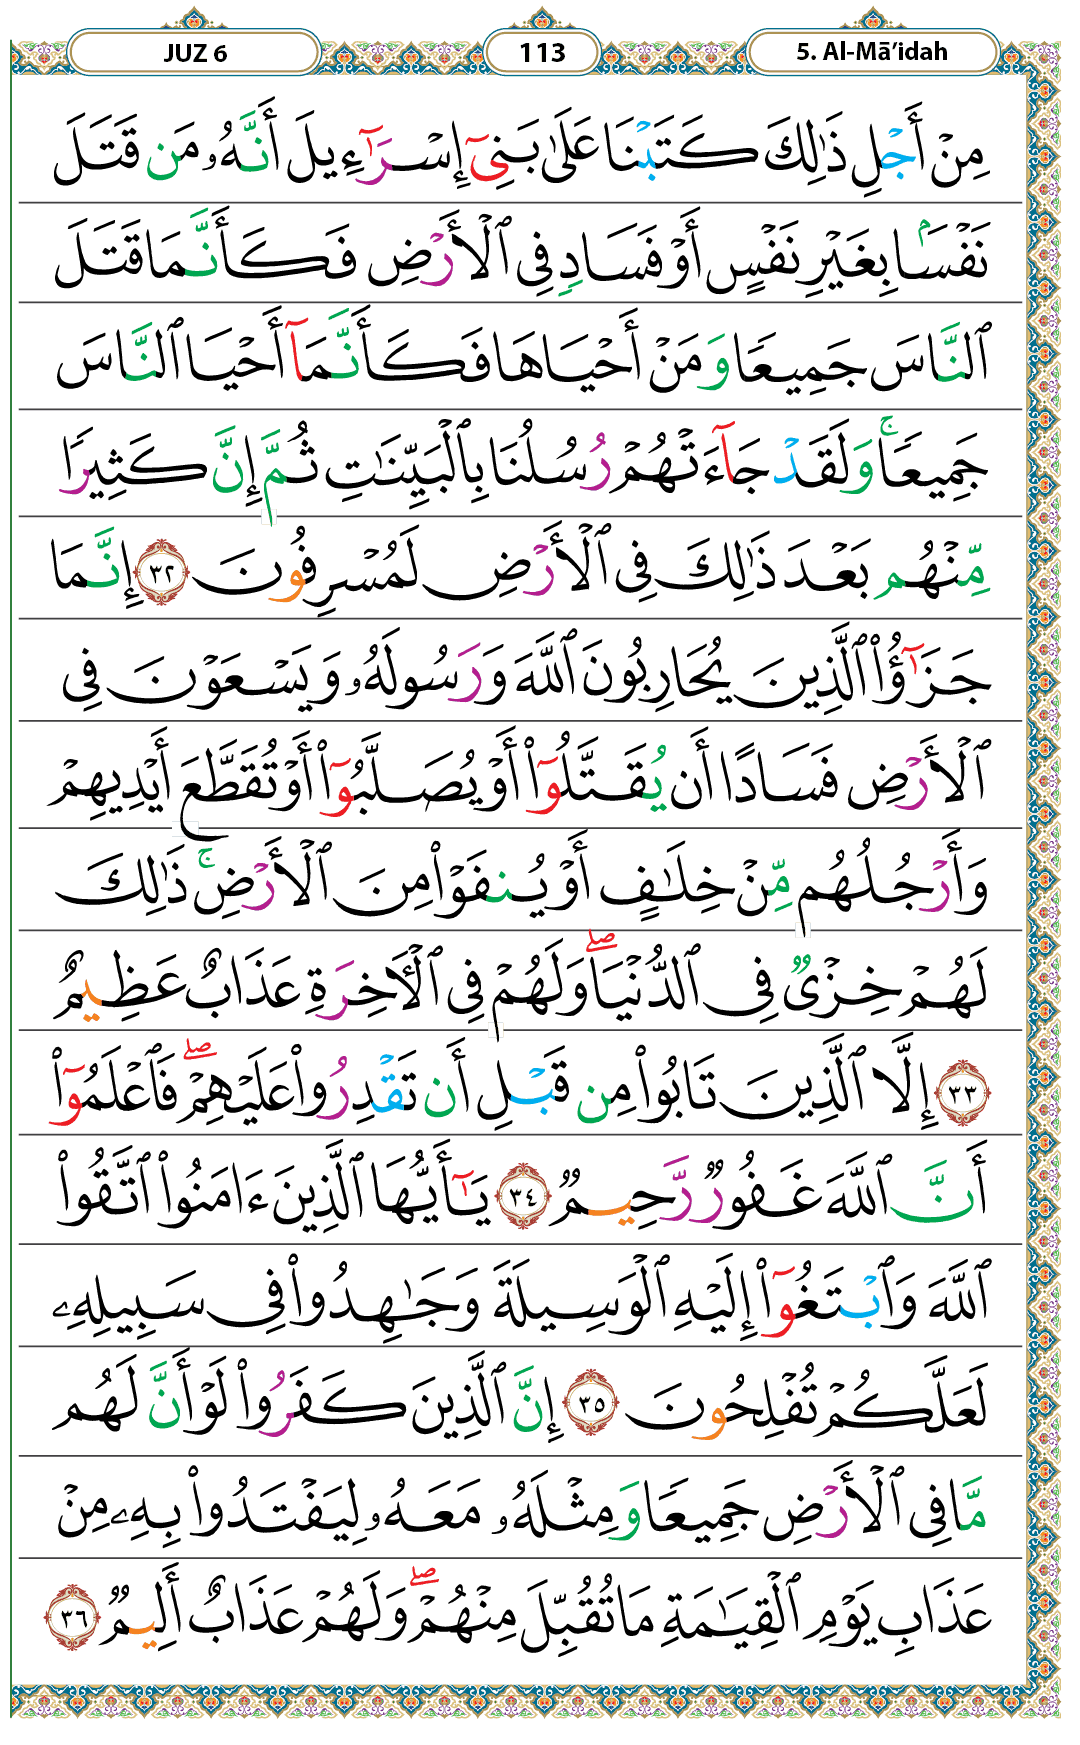 JUZ 6
113
5. Al-Mā’idah
مِنْ أَجْلِ ذَٰلِكَ كَتَبْنَا عَلَىٰ بَنِىٓ إِسْرَٰٓءِيلَ أَنَّهُۥ مَن قَتَلَ
نَفْسًۢا بِغَيْرِ نَفْسٍ أَوْ فَسَادٍ فِى ٱلْأَرْضِ فَكَأَنَّمَا قَتَلَ
ٱلنَّاسَ جَمِيعًا وَمَنْ أَحْيَاهَا فَكَأَنَّمَآ أَحْيَا ٱلنَّاسَ
جَمِيعًا ۚ وَلَقَدْ جَآءَتْهُمْ رُسُلُنَا بِٱلْبَيِّنَٰتِ ثُمَّ إِنَّ كَثِيرًا
مِّنْهُم بَعْدَ ذَٰلِكَ فِى ٱلْأَرْضِ لَمُسْرِفُونَ ٣٢ إِنَّمَا
جَزَٰٓؤُا۟ ٱلَّذِينَ يُحَارِبُونَ ٱللَّهَ وَرَسُولَهُۥ وَيَسْعَوْنَ فِى
ٱلْأَرْضِ فَسَادًا أَن يُقَتَّلُوٓا۟ أَوْ يُصَلَّبُوٓا۟ أَوْ تُقَطَّعَ أَيْدِيهِمْ
وَأَرْجُلُهُم مِّنْ خِلَٰفٍ أَوْ يُنفَوْا۟ مِنَ ٱلْأَرْضِ ۚ ذَٰلِكَ
لَهُمْ خِزْىٌ فِى ٱلدُّنْيَا ۖ وَلَهُمْ فِى ٱلْـَٔاخِرَةِ عَذَابٌ عَظِيمٌ
٣٣ إِلَّا ٱلَّذِينَ تَابُوا۟ مِن قَبْلِ أَن تَقْدِرُوا۟ عَلَيْهِمْ ۖ فَٱعْلَمُوٓا۟
أَنَّ ٱللَّهَ غَفُورٌ رَّحِيمٌ ٣٤ يَٰٓأَيُّهَا ٱلَّذِينَ ءَامَنُوا۟ ٱتَّقُوا۟
ٱللَّهَ وَٱبْتَغُوٓا۟ إِلَيْهِ ٱلْوَسِيلَةَ وَجَٰهِدُوا۟ فِى سَبِيلِهِۦ
لَعَلَّكُمْ تُفْلِحُونَ ٣٥ إِنَّ ٱلَّذِينَ كَفَرُوا۟ لَوْ أَنَّ لَهُم
مَّا فِى ٱلْأَرْضِ جَمِيعًا وَمِثْلَهُۥ مَعَهُۥ لِيَفْتَدُوا۟ بِهِۦ مِنْ
عَذَابِ يَوْمِ ٱلْقِيَٰمَةِ مَا تُقُبِّلَ مِنْهُمْ ۖ وَلَهُمْ عَذَابٌ أَلِيمٌ ٣٦